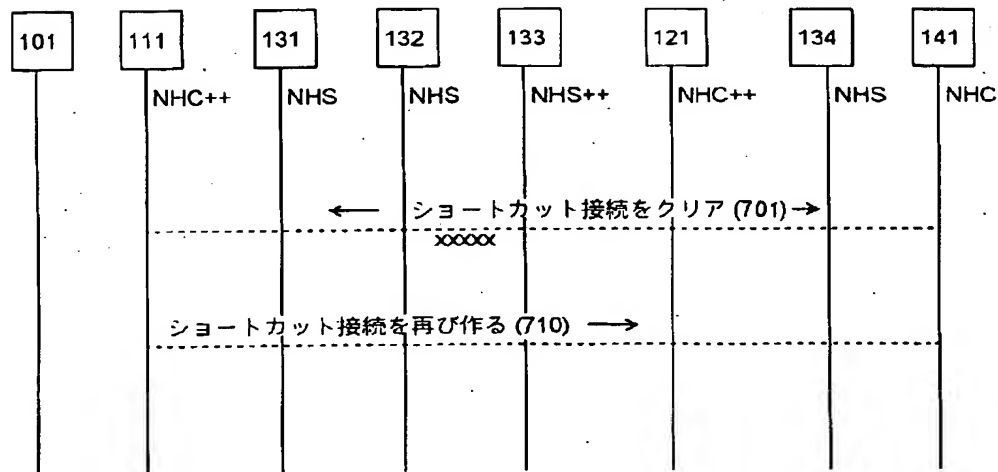 101 111 131 132 133 121 134 141
NHC++ NHS NHS NHS++ NHC++ NHS NHC
← ショートカット接続をクリア (701)→
xxxxx
ショートカット接続を再び作る (710) →